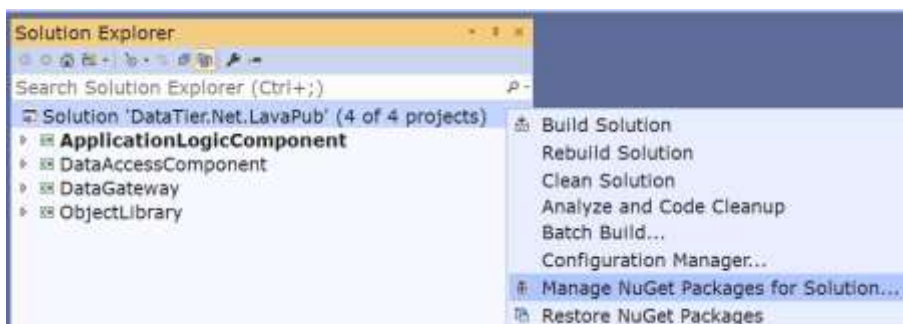 Solution Explorer
Search Solution Explorer (Ctrl+;)
Solution 'DataTier.Net.LavaPub' (4 of 4 projects)
ApplicationLogicComponent
DataAccessComponent
DataGateway
ObjectLibrary
Build Solution
Rebuild Solution
Clean Solution
Analyze and Code Cleanup
Batch Build...
Configuration Manager...
Manage NuGet Packages for Solution...
Restore NuGet Packages